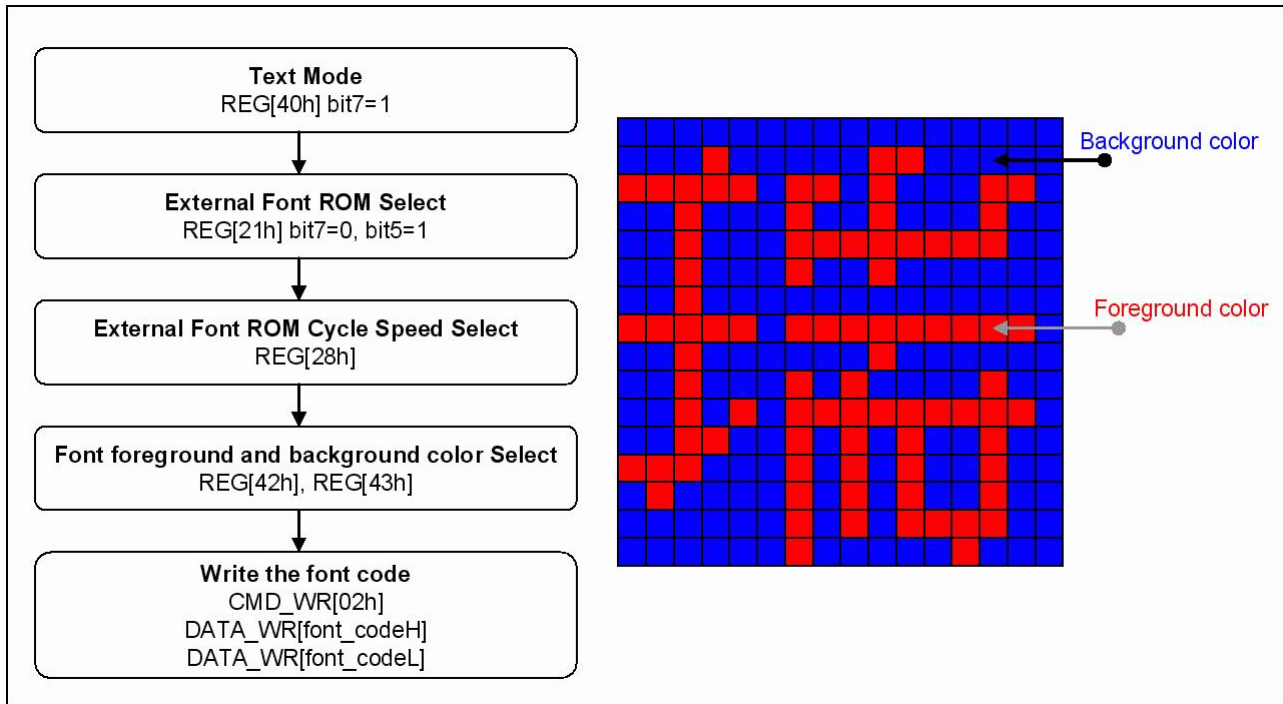 Text Mode
REG[40h] bit7=1
External Font ROM Select
REG[21h] bit7=0, bit5=1
External Font ROM Cycle Speed Select
REG[28h]
Font foreground and background color Select
REG[42h], REG[43h]
Write the font code
CMD_WR[02h]
DATA_WR[font_codeH]
DATA_WR[font_codeL]
Background color
Foreground color